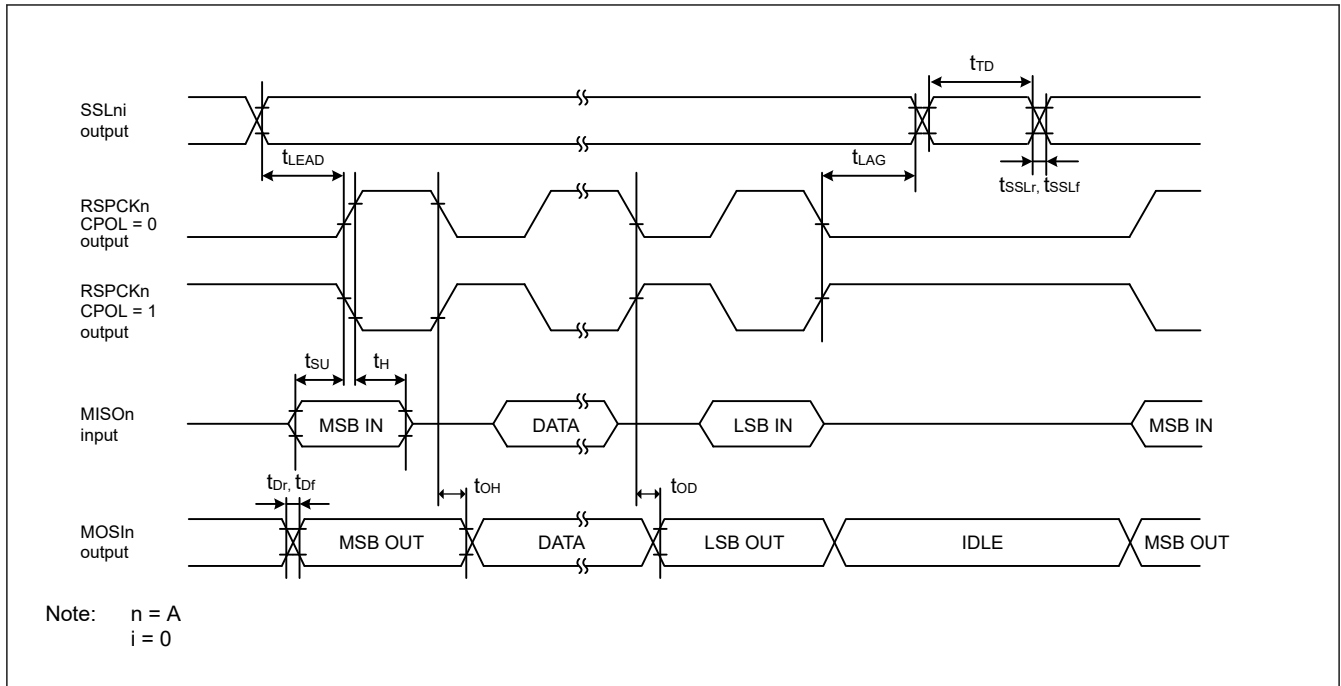 tTD
SSLni
output
tLEAD
tLAG
tSSLr, tSSLf
RSPCKn
CPOL = 0
output
RSPCKn
CPOL = 1
output
tSU
tH
MISOn
input
MSB IN
DATA
LSB IN
MSB IN
tDr, tDf
tOH
tOD
MOSIn
output
MSB OUT
DATA
LSB OUT
IDLE
MSB OUT
Note: n = A
i = 0